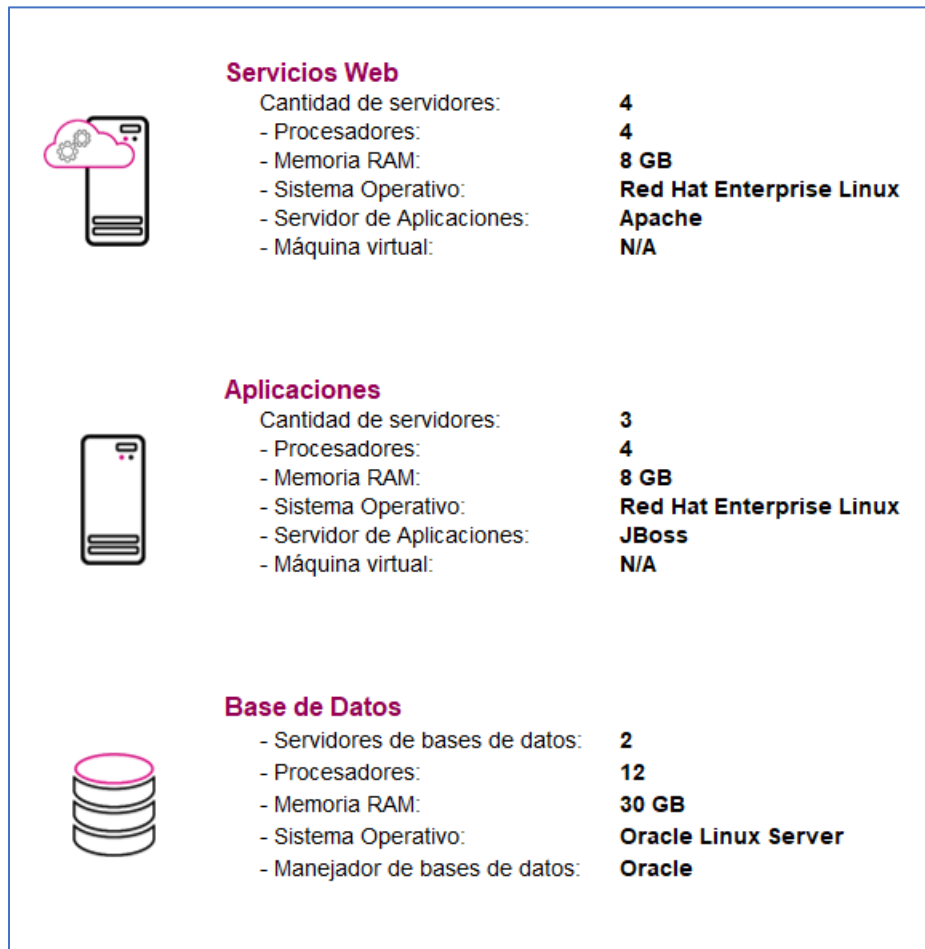 Servicios Web
Cantidad de servidores: 4
- Procesadores: 4
- Memoria RAM: 8 GB
- Sistema Operativo: Red Hat Enterprise Linux
- Servidor de Aplicaciones: Apache
- Máquina virtual: N/A
Aplicaciones
Cantidad de servidores: 3
- Procesadores: 4
- Memoria RAM: 8 GB
- Sistema Operativo: Red Hat Enterprise Linux
- Servidor de Aplicaciones: JBoss
- Máquina virtual: N/A
Base de Datos
- Servidores de bases de datos: 2
- Procesadores: 12
- Memoria RAM: 30 GB
- Sistema Operativo: Oracle Linux Server
- Manejador de bases de datos: Oracle